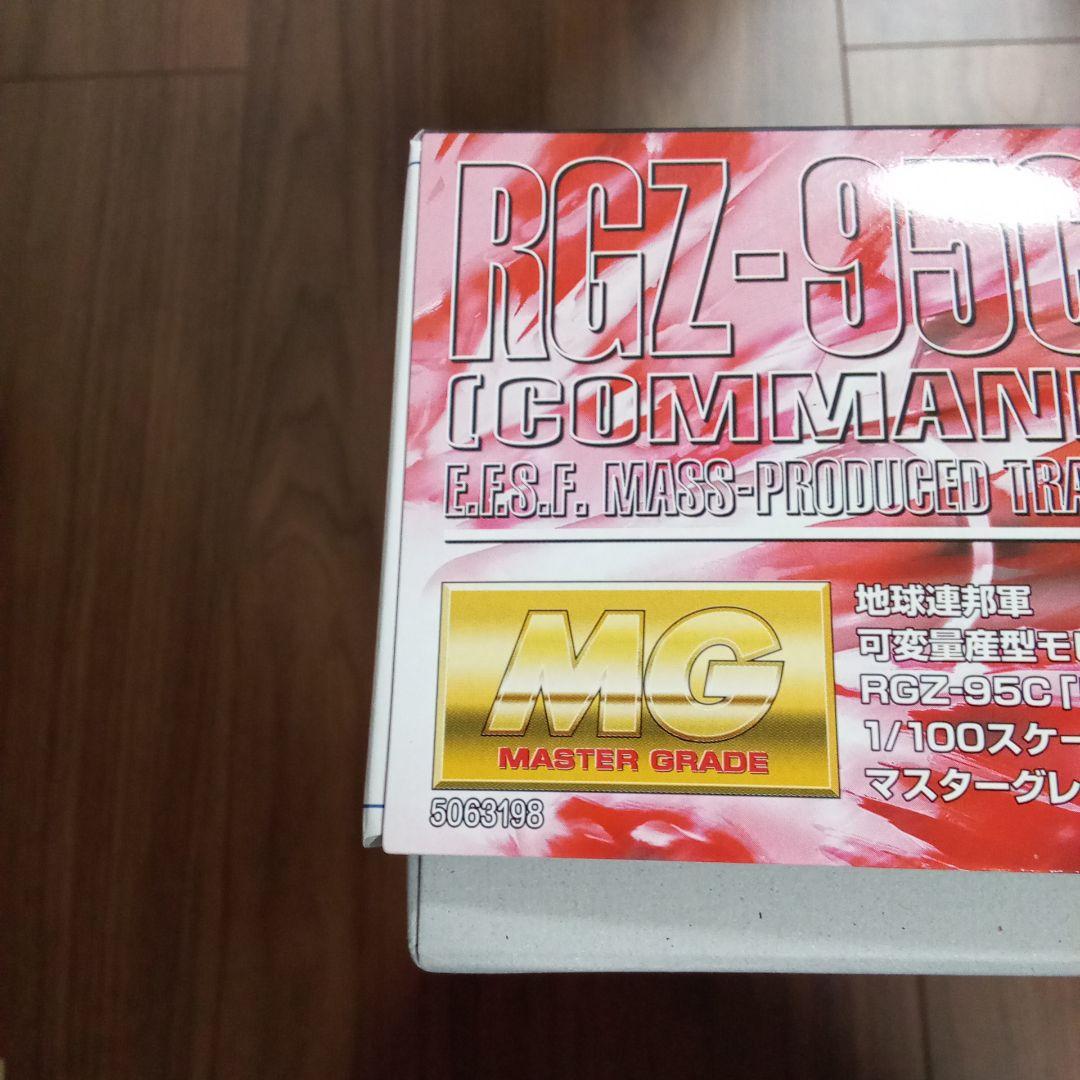 RGZ-95C
[COMMAN
E.F.S.F. MASS-PRODUCED TRA
MG
MASTER GRADE
5063198
地球連邦軍
可変量産型モビ
RGZ-95C「
1/100スケー
マスターグレ